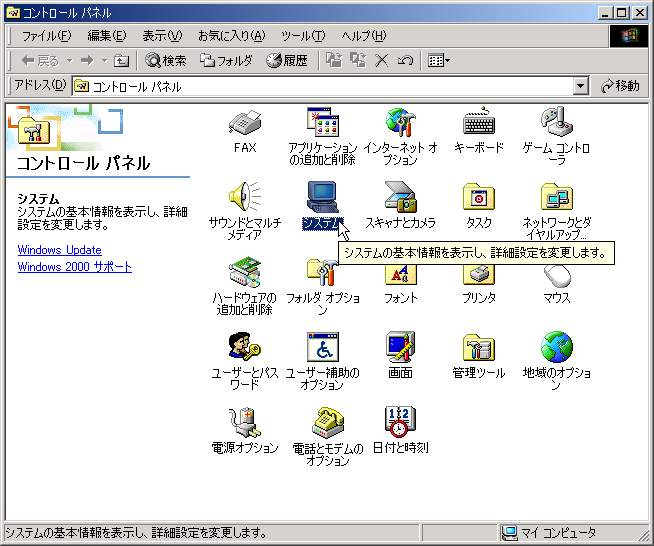 コントロール パネル
ファイル(F) 編集(E) 表示(V) お気に入り(A) ツール(T) ヘルプ(H)
戻る 検索 フォルダ 履歴
アドレス(D) コントロール パネル 移動
コントロール パネル
システム
システムの基本情報を表示し、詳細
設定を変更します。
Windows Update
Windows 2000 サポート
FAX
アプリケーション
の追加と削除
インターネット オ
プション
キーボード
ゲーム コントロ
ーラ
サウンドとマルチ
メディア
システム
スキャナとカメラ
タスク
ネットワークとダ
イヤルアップ...
システムの基本情報を表示し、詳細設定を変更します。
ハードウェアの
追加と削除
フォルダ オプショ
ン
フォント
プリンタ
マウス
ユーザーとパス
ワード
ユーザー補助の
オプション
画面
管理ツール
地域のオプショ
ン
電源オプション
電話とモデムの
オプション
日付と時刻
システムの基本情報を表示し、詳細設定を変更します。 マイ コンピュータ